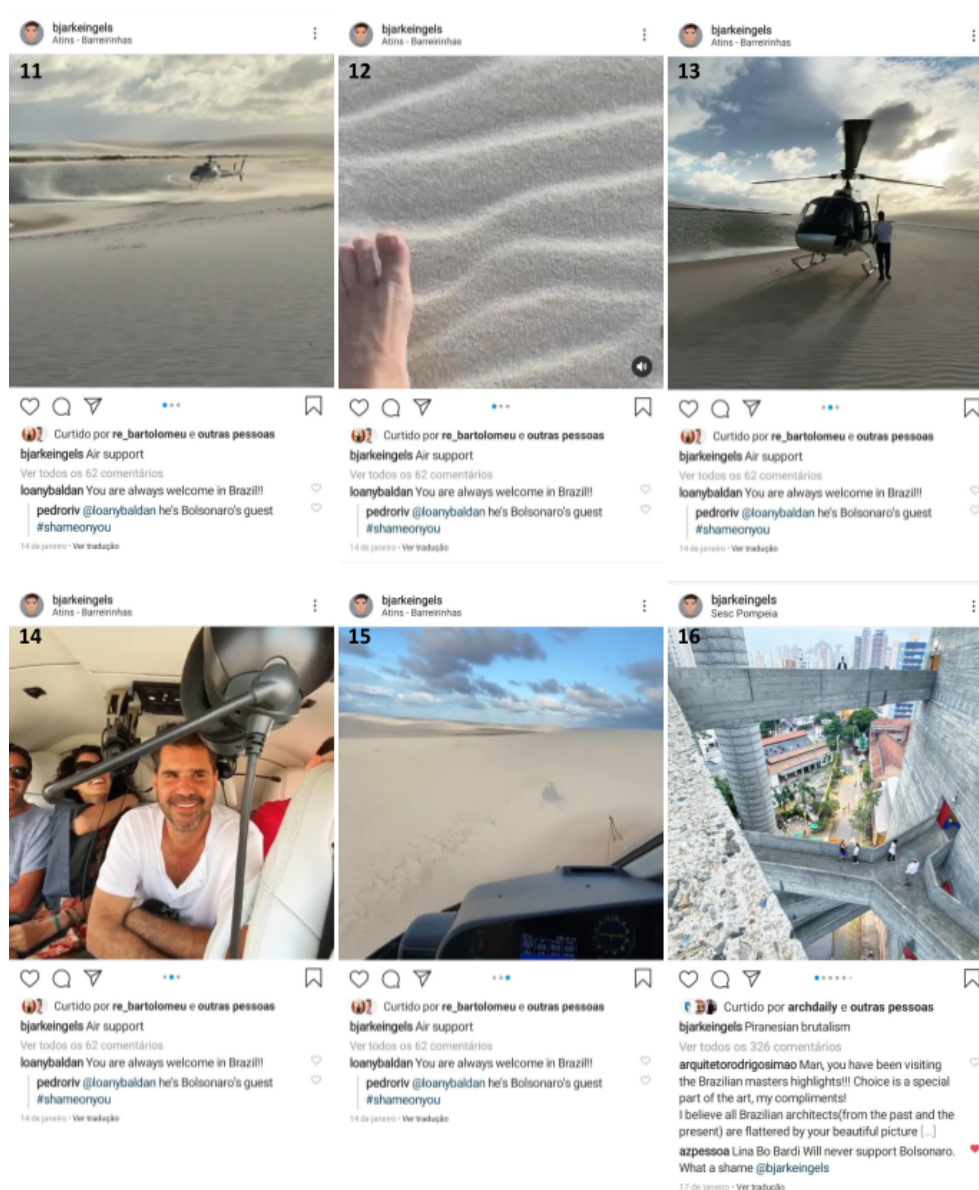 bjarkeingels
Atins - Barreirinhas
11
Curtido por re_bartolomeu e outras pessoas
bjarkeingels Air support
Ver todos os 62 comentários
loanybaldan You are always welcome in Brazil!!
pedroriv @loanybaldan he's Bolsonaro's guest
#shameonyou
14 de janeiro • Ver tradução
bjarkeingels
Atins - Barreirinhas
12
Curtido por re_bartolomeu e outras pessoas
bjarkeingels Air support
Ver todos os 62 comentários
loanybaldan You are always welcome in Brazil!!
pedroriv @loanybaldan he's Bolsonaro's guest
#shameonyou
14 de janeiro • Ver tradução
bjarkeingels
Atins - Barreirinhas
13
Curtido por re_bartolomeu e outras pessoas
bjarkeingels Air support
Ver todos os 62 comentários
loanybaldan You are always welcome in Brazil!!
pedroriv @loanybaldan he's Bolsonaro's guest
#shameonyou
14 de janeiro • Ver tradução
bjarkeingels
Atins - Barreirinhas
14
Curtido por re_bartolomeu e outras pessoas
bjarkeingels Air support
Ver todos os 62 comentários
loanybaldan You are always welcome in Brazil!!
pedroriv @loanybaldan he's Bolsonaro's guest
#shameonyou
14 de janeiro • Ver tradução
bjarkeingels
Atins - Barreirinhas
15
Curtido por re_bartolomeu e outras pessoas
bjarkeingels Air support
Ver todos os 62 comentários
loanybaldan You are always welcome in Brazil!!
pedroriv @loanybaldan he's Bolsonaro's guest
#shameonyou
14 de janeiro • Ver tradução
bjarkeingels
Sesc Pompeia
16
Curtido por archdaily e outras pessoas
bjarkeingels Piranesian brutalism
Ver todos os 326 comentários
arquitetorodrigosimao Man, you have been visiting
the Brazilian masters highlights!!! Choice is a special
part of the art, my compliments!
I believe all Brazilian architects(from the past and the
present) are flattered by your beautiful picture [...]
azpessoa Lina Bo Bardi Will never support Bolsonaro.
What a shame @bjarkeingels
17 de janeiro • Ver tradução